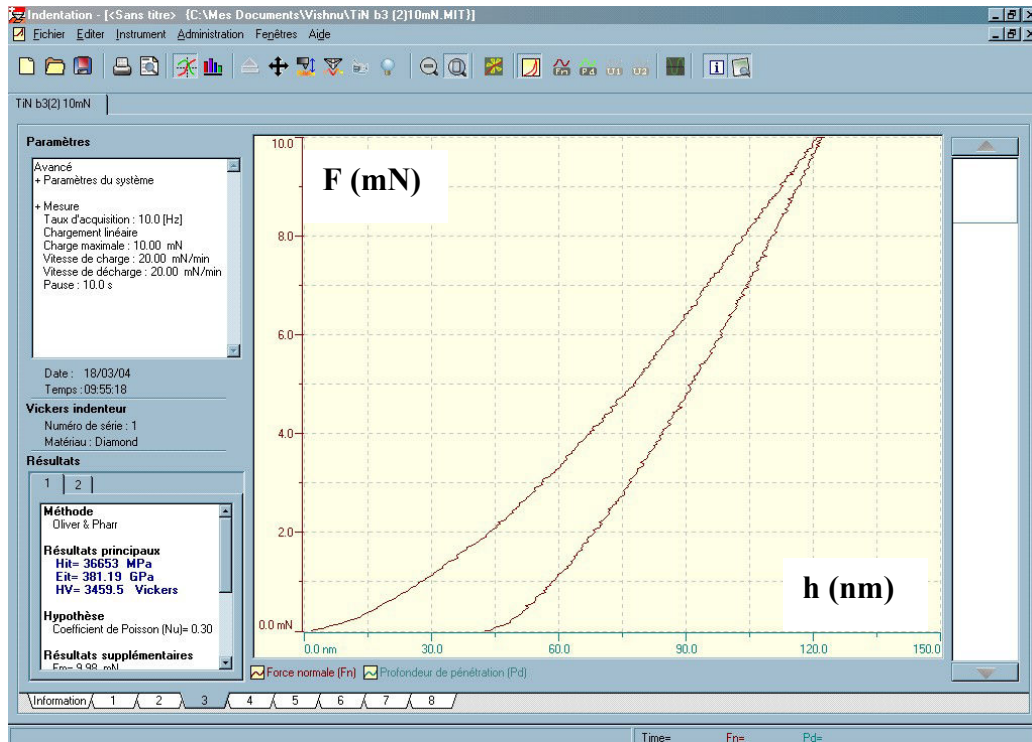 Indentation - [<Sans titre> {C:\Mes Documents\Vishnu\TiN b3 (2)10mN.MIT}]
Fichier Editer Instrument Administration Fenêtres Aide
TiN b3(2) 10mN
Paramètres
Avancé
+ Paramètres du système
+ Mesure
Taux d'acquisition : 10.0 [Hz]
Chargement linéaire
Charge maximale : 10.00 mN
Vitesse de charge : 20.00 mN/min
Vitesse de décharge : 20.00 mN/min
Pause : 10.0 s
Date : 18/03/04
Temps : 09:55:18
Vickers indenteur
Numéro de série : 1
Matériau : Diamond
Résultats
1 2
Méthode
Oliver & Pharr
Résultats principaux
Hit= 36653 MPa
Eit= 381.19 GPa
HV= 3459.5 Vickers
Hypothèse
Coefficient de Poisson (Nu)= 0.30
Résultats supplémentaires
Fm= 9.98 mN
10.0
F (mN)
8.0
6.0
4.0
2.0
h (nm)
0.0 mN
0.0 nm 30.0 60.0 90.0 120.0 150.0
Force normale (Fn) Profondeur de pénétration (Pd)
Information 1 2 3 4 5 6 7 8
Time= Fn= Pd=